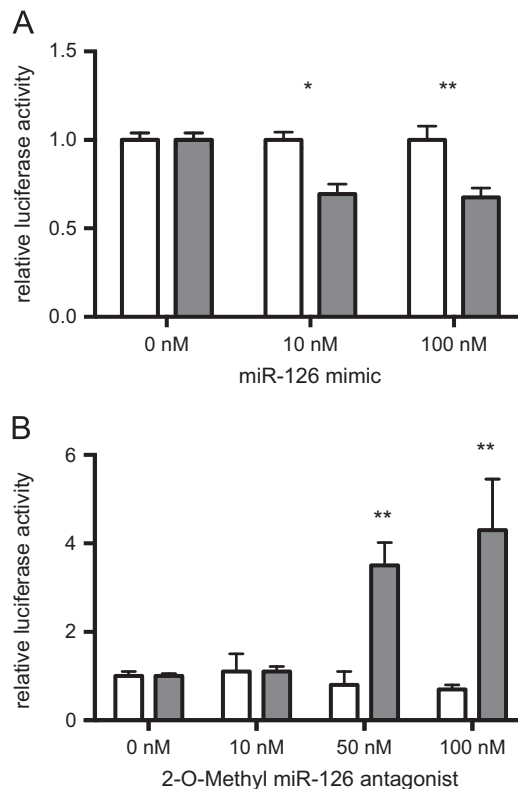 A
relative luciferase activity
1.5
1.0
0.5
0.0
* **
0 nM 10 nM 100 nM
miR-126 mimic
B
relative luciferase activity
6
4
2
0
**
**
0 nM 10 nM 50 nM 100 nM
2-O-Methyl miR-126 antagonist